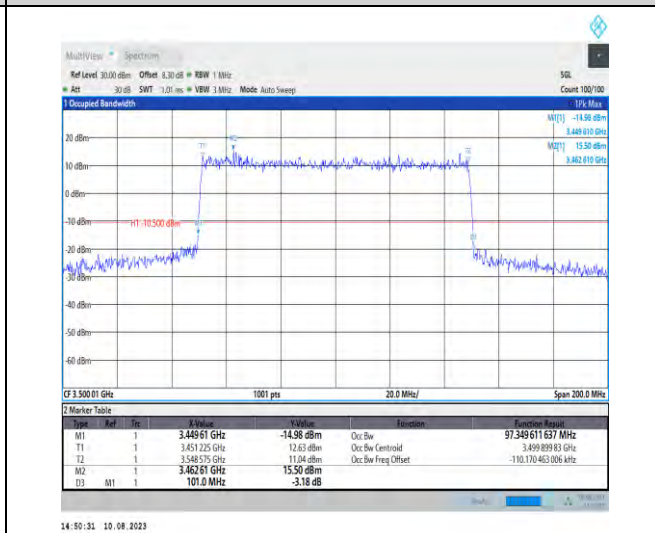 MultiView Spectrum
Ref Level 30.00 dBm Offset 8.30 dB RBW 1 MHz SGL
Att 30 dB SWT 1.01 ms VBW 3 MHz Mode Auto Sweep Count 100/100
1 Occupied Bandwidth 1Pk Max
M1[1] -14.98 dBm
3.449 610 GHz
20 dBm M2[1] 15.50 dBm
3.462 610 GHz
T1
10 dBm
0 dBm
-10 dBm H1 -10.500 dBm
-20 dBm
-30 dBm
-40 dBm
-50 dBm
-60 dBm
CF 3.500 01 GHz 1001 pts 20.0 MHz/ Span 200.0 MHz
2 Marker Table
Type Ref Trc X-Value Y-Value Function Function Result
M1 1 3.449 61 GHz -14.98 dBm Occ Bw 97.349 611 637 MHz
T1 1 3.451 225 GHz 12.63 dBm Occ Bw Centroid 3.499 899 83 GHz
T2 1 3.548 575 GHz 11.04 dBm Occ Bw Freq Offset -110.170 463 006 kHz
M2 1 3.462 61 GHz 15.50 dBm
D3 M1 1 101.0 MHz -3.18 dB
14:50:31 10.08.2023